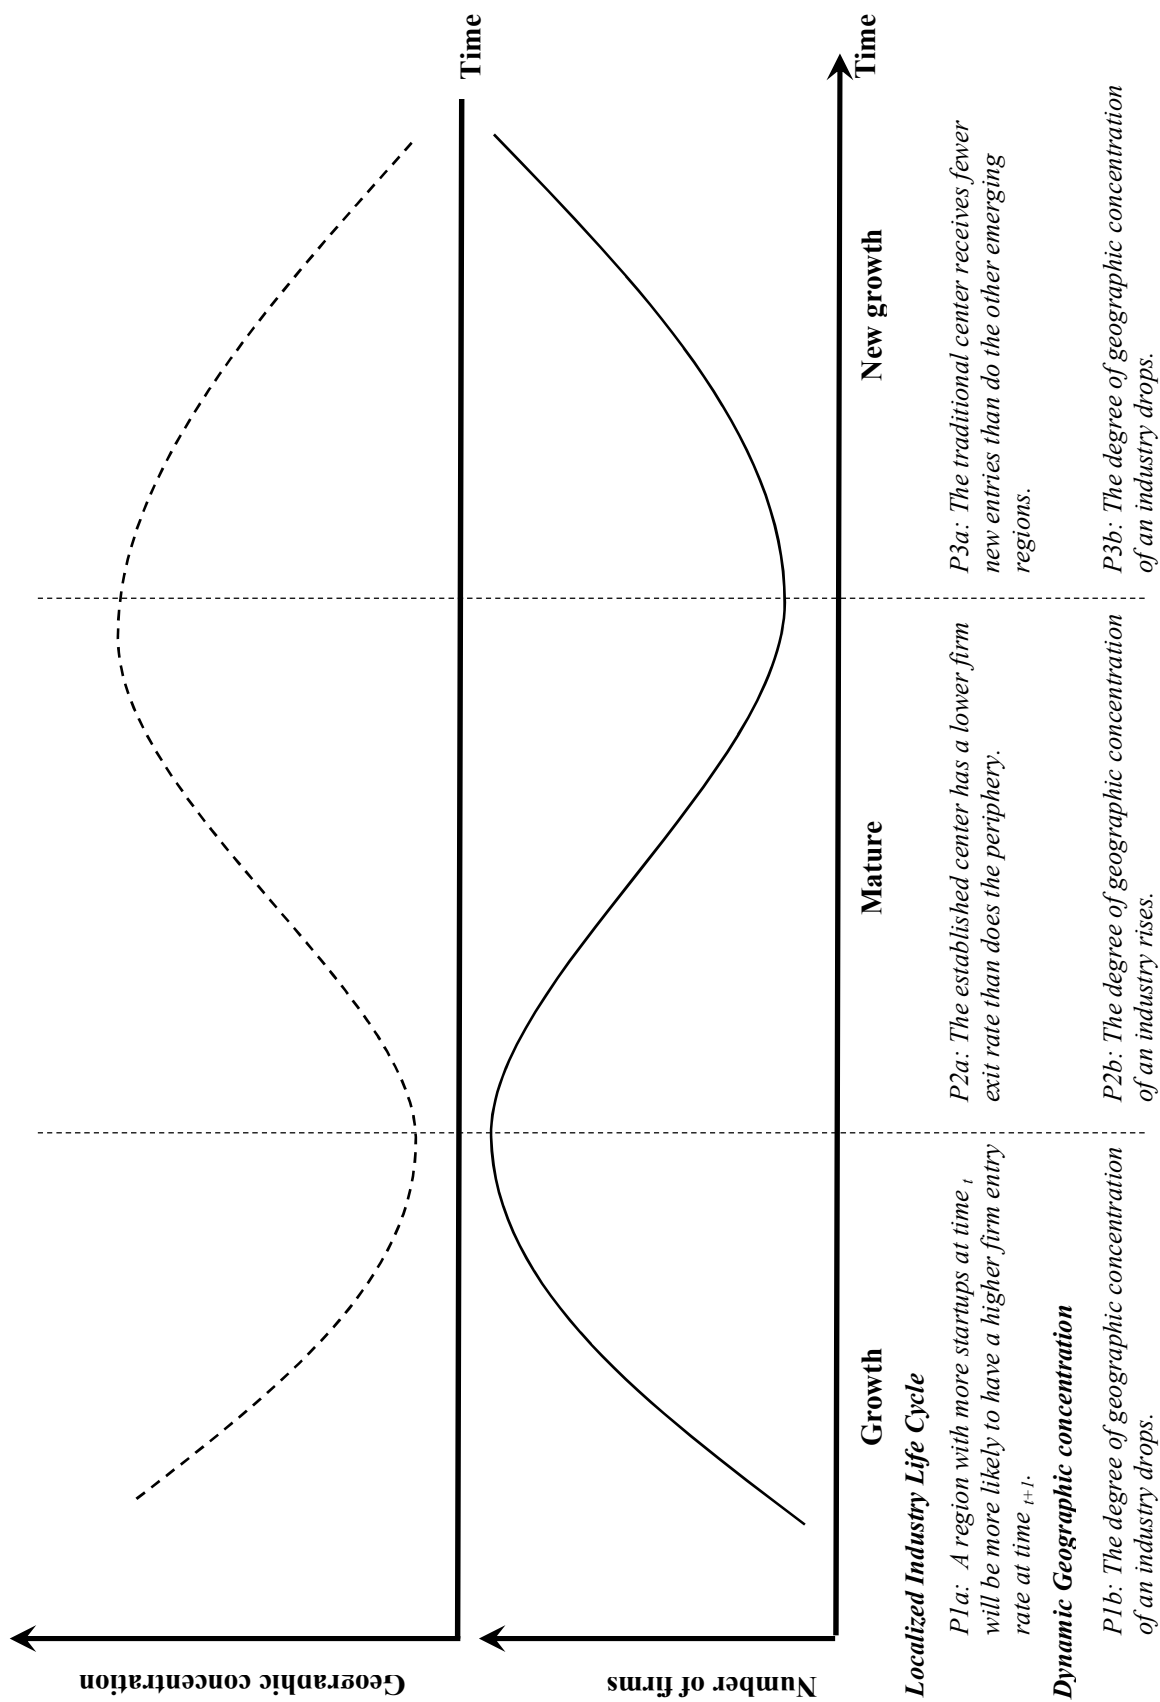 Geographic concentration
Time
Number of firms
Time
Growth
Mature
New growth
Localized Industry Life Cycle
P1a: A region with more startups at time t
will be more likely to have a higher firm entry
rate at time t+1.
P2a: The established center has a lower firm
exit rate than does the periphery.
P3a: The traditional center receives fewer
new entries than do the other emerging
regions.
Dynamic Geographic concentration
P1b: The degree of geographic concentration
of an industry drops.
P2b: The degree of geographic concentration
of an industry rises.
P3b: The degree of geographic concentration
of an industry drops.